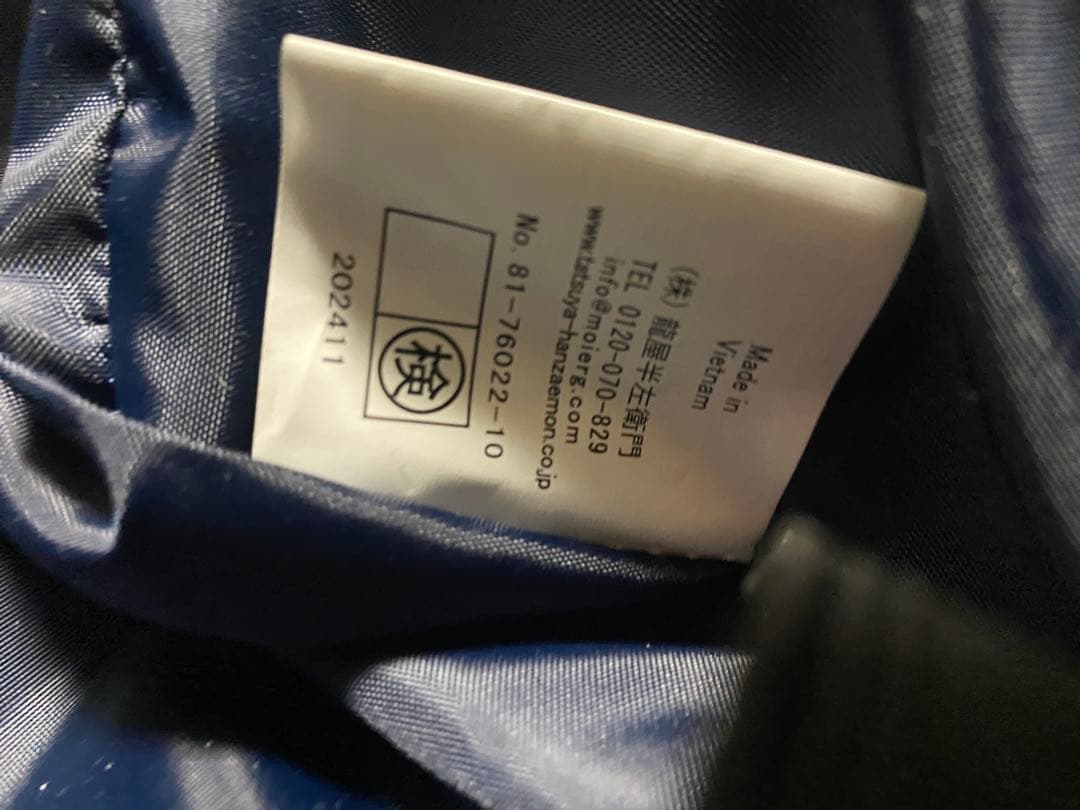 Made in
Vietnam
(株) 龍屋半左衛門
TEL 0120-070-829
info@moierg.com
www.tatsuya-hanzaemon.co.jp
No. 81-76022-10
検
202411